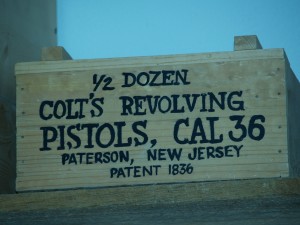 1/2 DOZEN
COLT'S REVOLVING
PISTOLS, CAL 36
PATERSON, NEW JERSEY
PATENT 1836